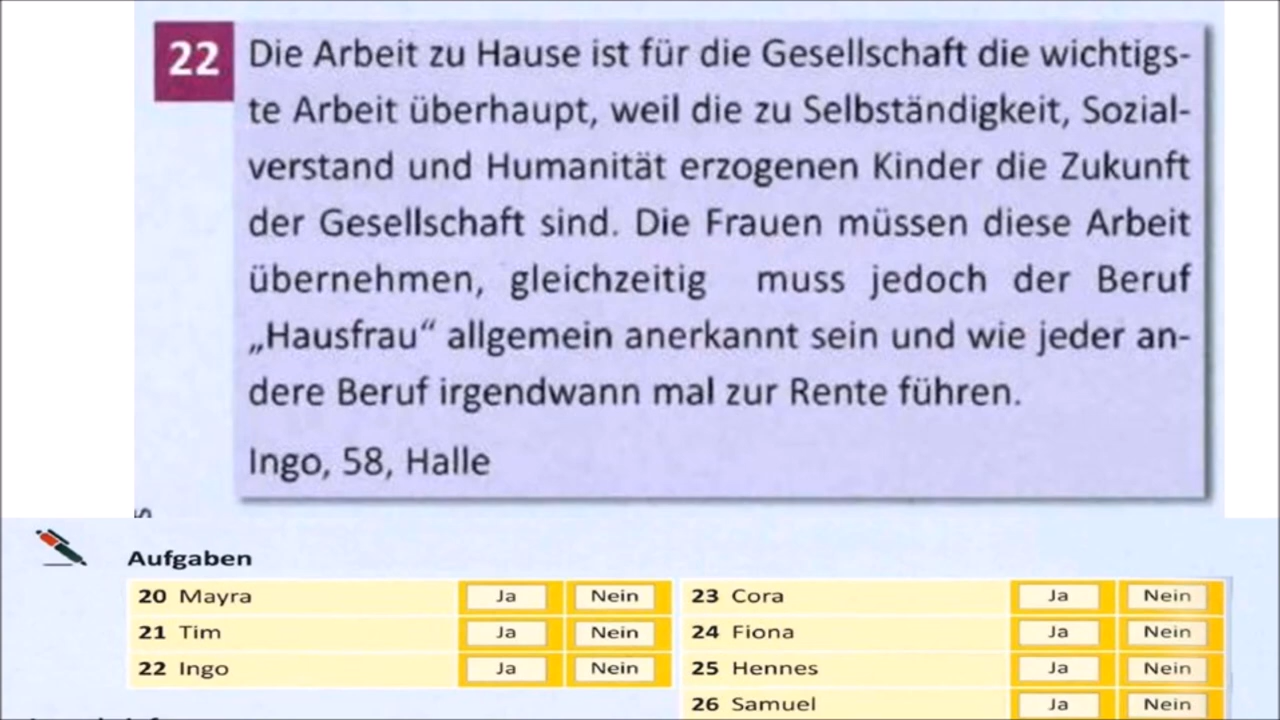 22 Die Arbeit zu Hause ist für die Gesellschaft die wichtigs-
te Arbeit überhaupt, weil die zu Selbständigkeit, Sozial-
verstand und Humanität erzogenen Kinder die Zukunft
der Gesellschaft sind. Die Frauen müssen diese Arbeit
übernehmen, gleichzeitig muss jedoch der Beruf
„Hausfrau“ allgemein anerkannt sein und wie jeder an-
dere Beruf irgendwann mal zur Rente führen.
Ingo, 58, Halle
Aufgaben
20 Mayra Ja Nein
21 Tim Ja Nein
22 Ingo Ja Nein
23 Cora Ja Nein
24 Fiona Ja Nein
25 Hennes Ja Nein
26 Samuel Ja Nein